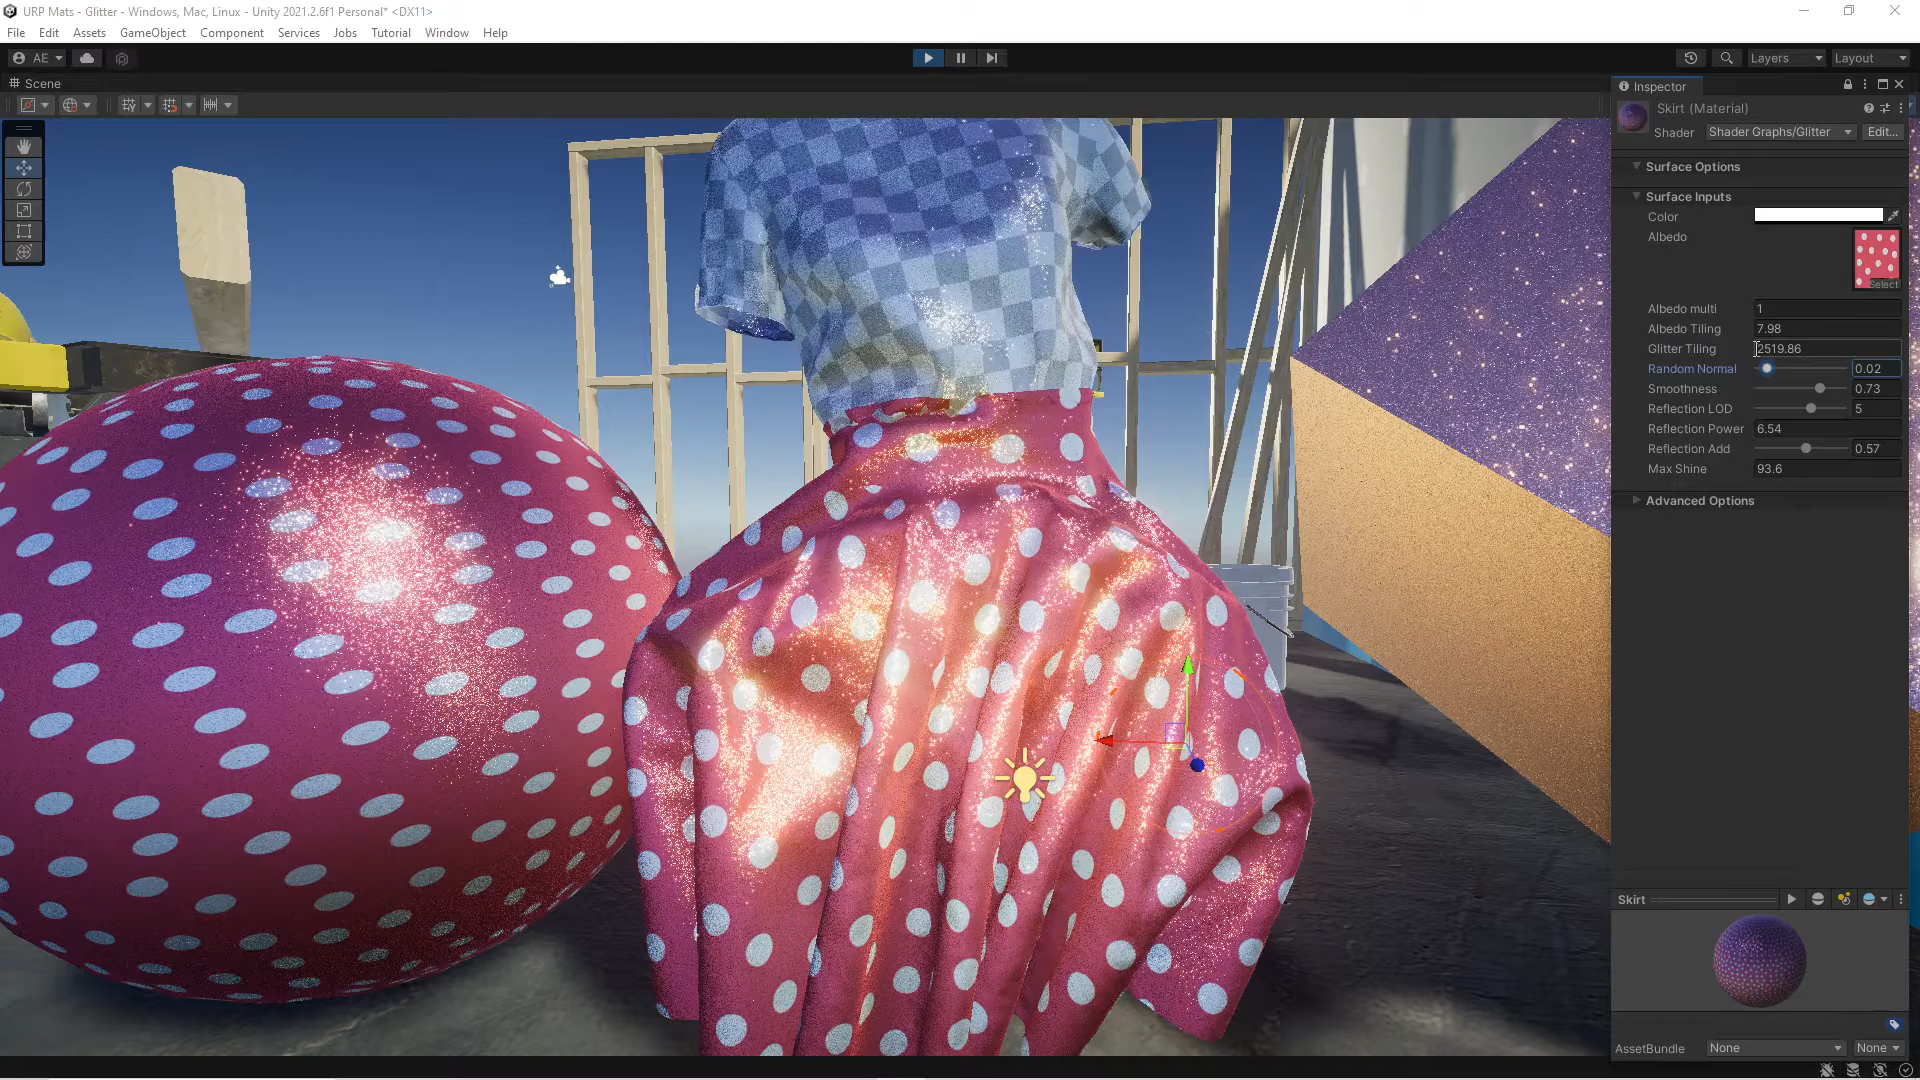 URP Mats - Glitter - Windows, Mac, Linux - Unity 2021.2.6f1 Personal* <DX11>
File Edit Assets GameObject Component Services Jobs Tutorial Window Help
AE Layers Layout
Scene
Inspector
Skirt (Material)
Shader Shader Graphs/Glitter Edit...
Surface Options
Surface Inputs
Color
Albedo
Select
Albedo multi 1
Albedo Tiling 7.98
Glitter Tiling 2519.86
Random Normal 0.02
Smoothness 0.73
Reflection LOD 5
Reflection Power 6.54
Reflection Add 0.57
Max Shine 93.6
Advanced Options
Skirt
AssetBundle None None